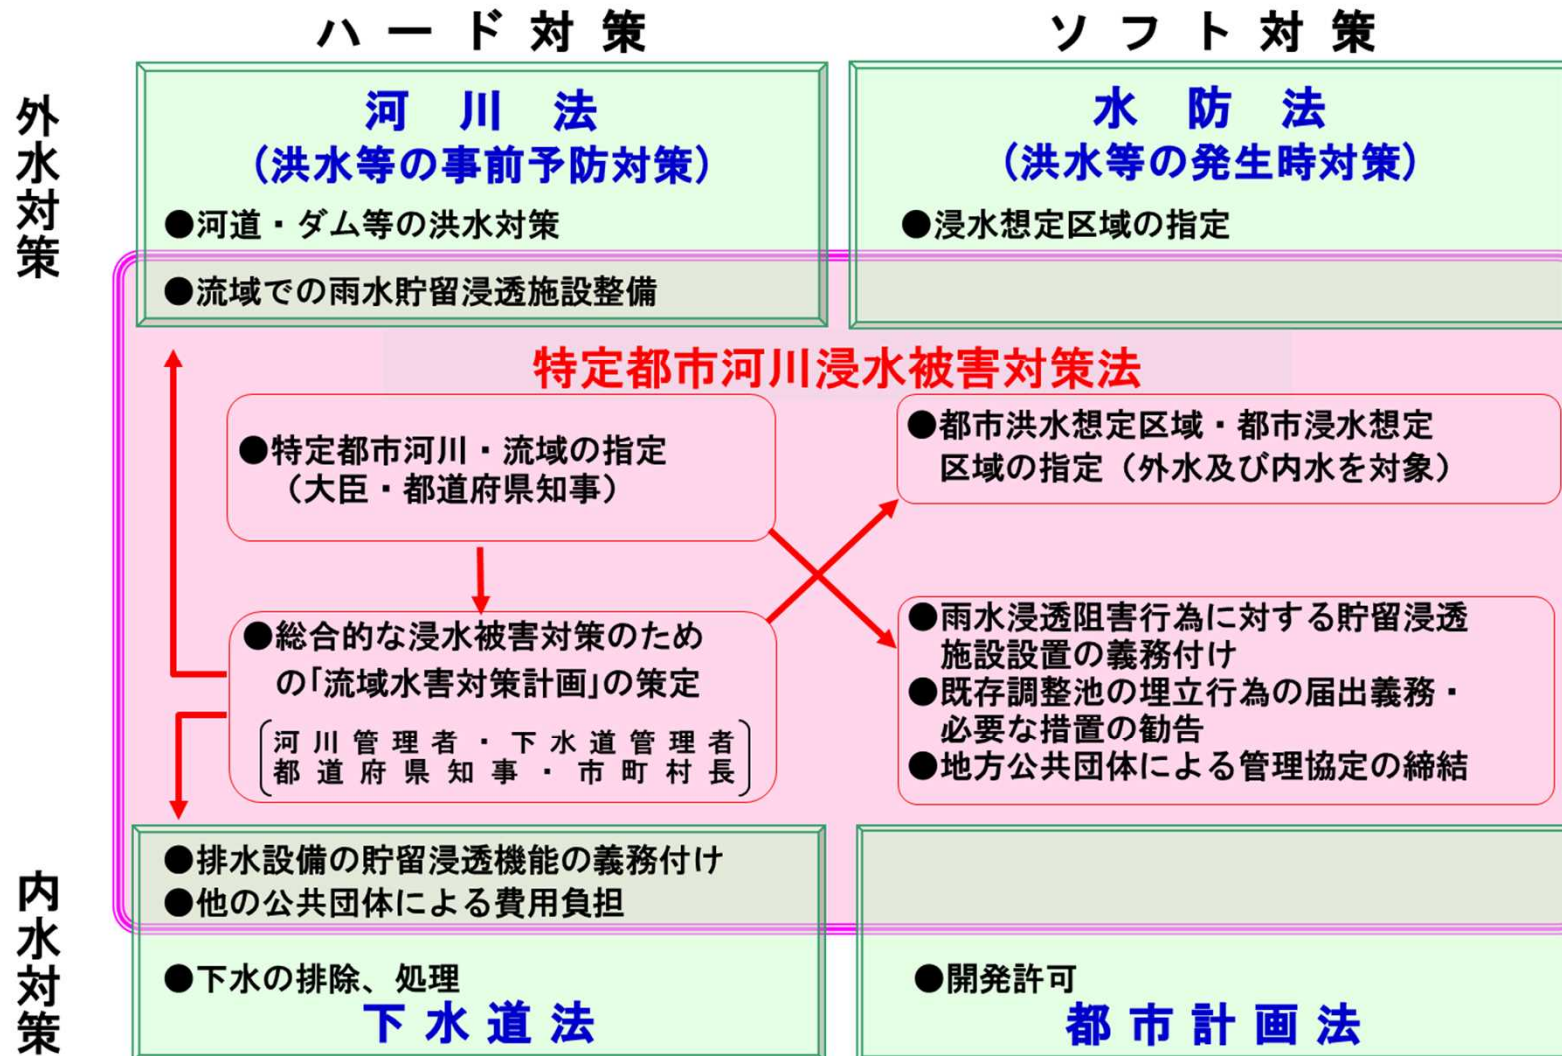 ハード対策
ソフト対策
外水対策
河川法
(洪水等の事前予防対策)
●河道・ダム等の洪水対策
●流域での雨水貯留浸透施設整備
水防法
(洪水等の発生時対策)
●浸水想定区域の指定
特定都市河川浸水被害対策法
●特定都市河川・流域の指定
（大臣・都道府県知事）
●都市洪水想定区域・都市浸水想定
区域の指定（外水及び内水を対象）
●総合的な浸水被害対策のため
の｢流域水害対策計画｣の策定
河川管理者・下水道管理者
都道府県知事・市町村長
●雨水浸透阻害行為に対する貯留浸透
施設設置の義務付け
●既存調整池の埋立行為の届出義務・
必要な措置の勧告
●地方公共団体による管理協定の締結
内水対策
●排水設備の貯留浸透機能の義務付け
●他の公共団体による費用負担
●下水の排除、処理
下水道法
●開発許可
都市計画法